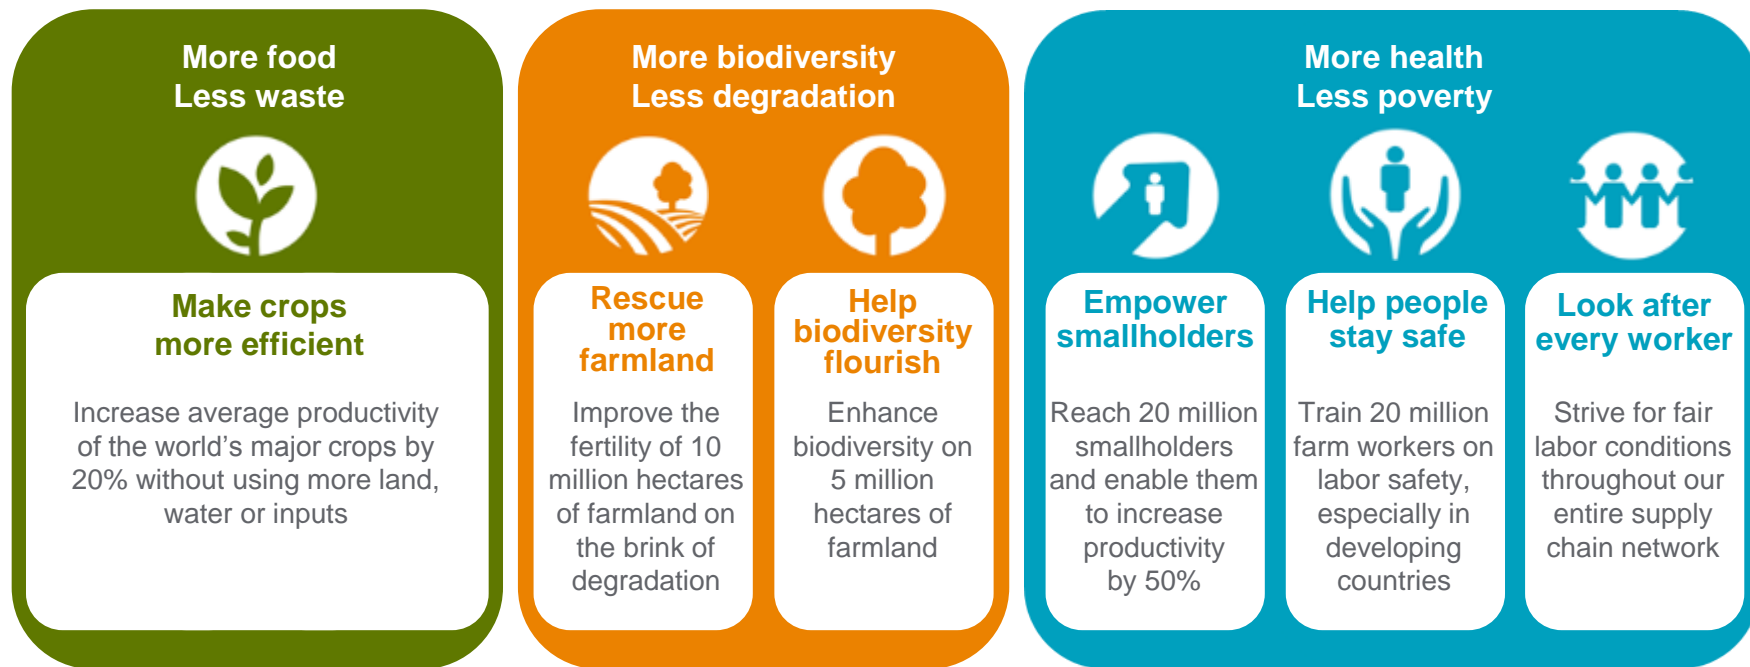 More food
Less waste
Make crops
more efficient
Increase average productivity
of the world's major crops by
20% without using more land,
water or inputs
More biodiversity
Less degradation
Rescue
more
farmland
Improve the
fertility of 10
million hectares
of farmland on
the brink of
degradation
Help
biodiversity
flourish
Enhance
biodiversity on
5 million
hectares of
farmland
More health
Less poverty
Empower
smallholders
Reach 20 million
smallholders
and enable them
to increase
productivity
by 50%
Help people
stay safe
Train 20 million
farm workers on
labor safety,
especially in
developing
countries
Look after
every worker
Strive for fair
labor conditions
throughout our
entire supply
chain network